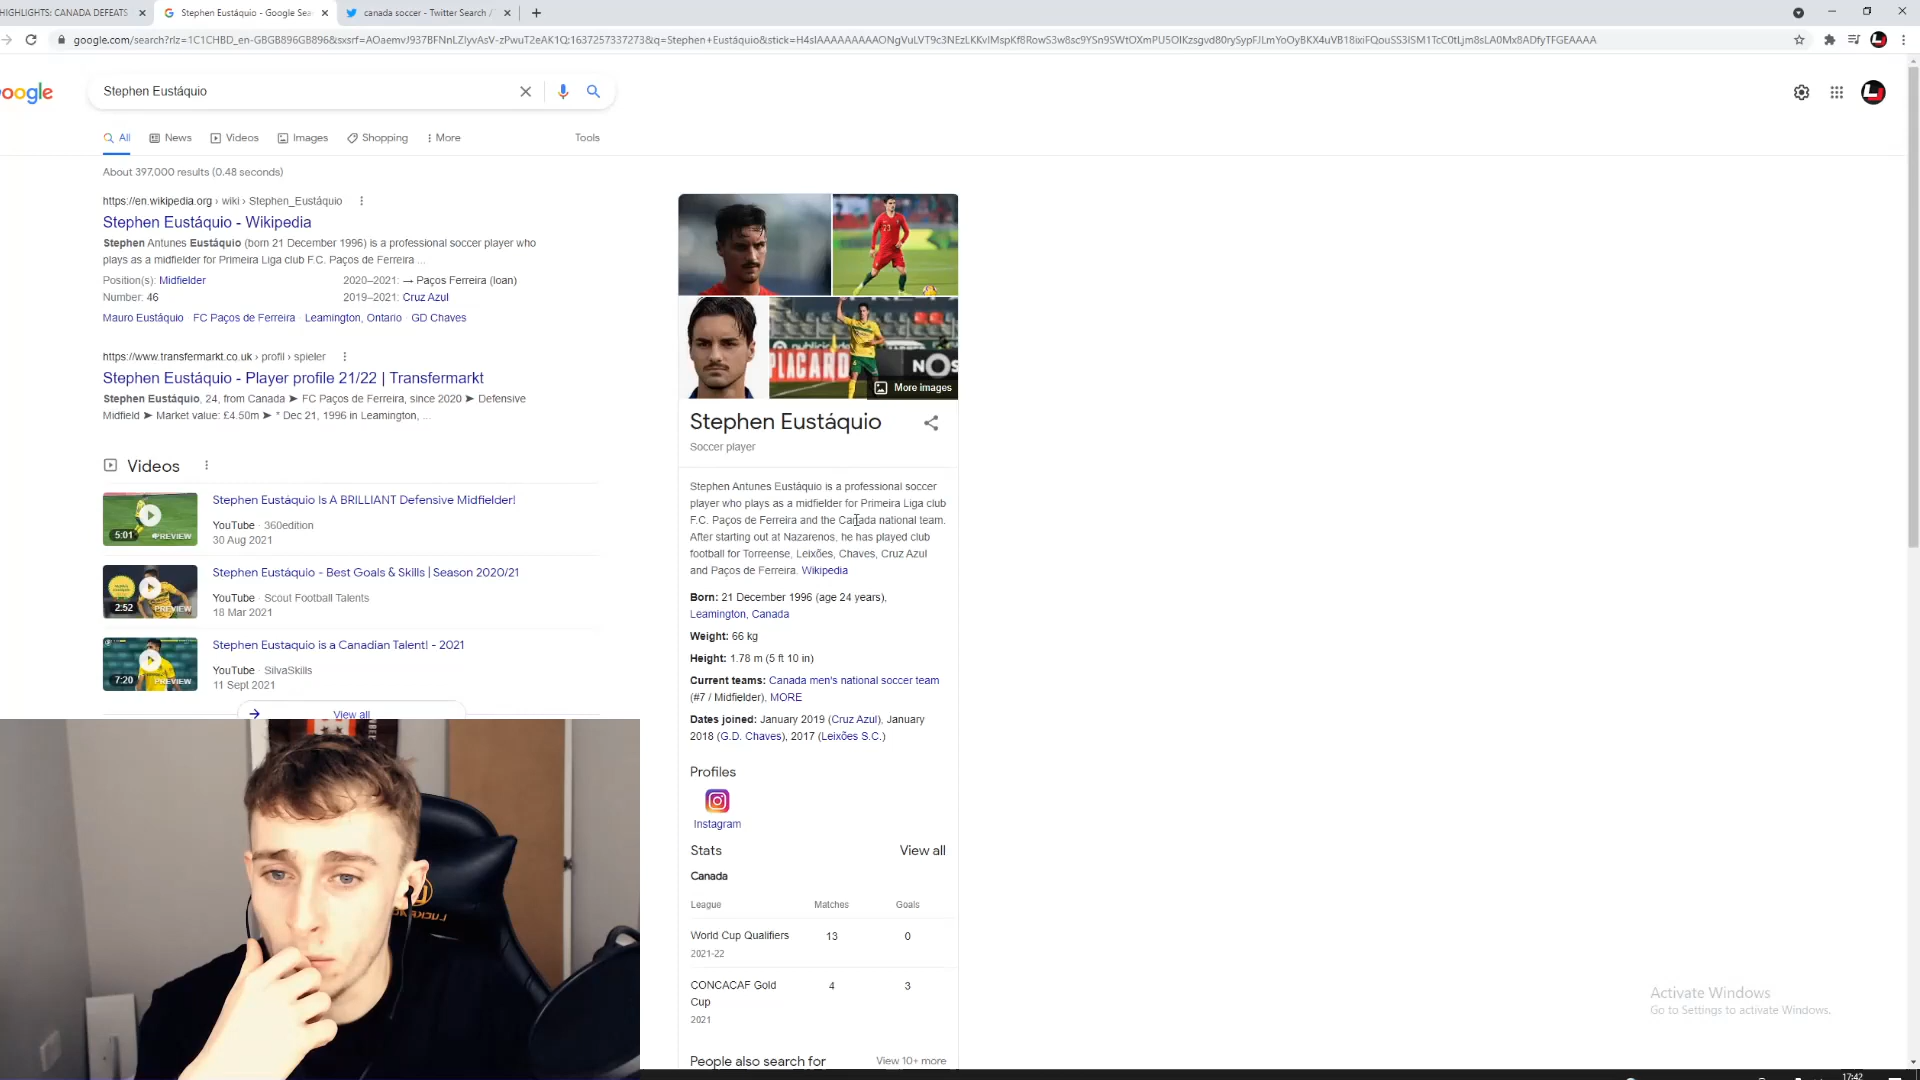 HIGHLIGHTS: CANADA DEFEATS
Stephen Eustáquio - Google Sea
canada soccer - Twitter Search /
google.com/search?rlz=1C1CHBD_en-GBGB896GB896&sxsrf=
oogle
Stephen Eustáquio
All News Videos Images Shopping More Tools
About 397,000 results (0.48 seconds)
https://en.wikipedia.org › wiki › Stephen_Eustáquio
Stephen Eustáquio - Wikipedia
Stephen Antunes Eustáquio (born 21 December 1996) is a professional soccer player who
plays as a midfielder for Primeira Liga club F.C. Paços de Ferreira ...
Position(s): Midfielder 2020–2021: → Paços Ferreira (loan)
Number: 46 2019–2021: Cruz Azul
Mauro Eustáquio · FC Paços de Ferreira · Leamington, Ontario · GD Chaves
https://www.transfermarkt.co.uk › profil › spieler
Stephen Eustáquio - Player profile 21/22 | Transfermarkt
Stephen Eustáquio, 24, from Canada ➤ FC Paços de Ferreira, since 2020 ➤ Defensive
Midfield ➤ Market value: £4.50m ➤ * Dec 21, 1996 in Leamington, ...
Videos
Stephen Eustáquio Is A BRILLIANT Defensive Midfielder!
YouTube · 360edition
30 Aug 2021
5:01 PREVIEW
Stephen Eustáquio - Best Goals & Skills | Season 2020/21
YouTube · Scout Football Talents
18 Mar 2021
2:52 PREVIEW
Stephen Eustaquio is a Canadian Talent! - 2021
YouTube · SilvaSkills
11 Sept 2021
7:20 PREVIEW
View all
21
PLACARD
NOS
More images
Stephen Eustáquio
Soccer player
Stephen Antunes Eustáquio is a professional soccer
player who plays as a midfielder for Primeira Liga club
F.C. Paços de Ferreira and the Canada national team.
After starting out at Nazarenos, he has played club
football for Torreense, Leixões, Chaves, Cruz Azul
and Paços de Ferreira. Wikipedia
Born: 21 December 1996 (age 24 years),
Leamington, Canada
Weight: 66 kg
Height: 1.78 m (5 ft 10 in)
Current teams: Canada men's national soccer team
(#7 / Midfielder), MORE
Dates joined: January 2019 (Cruz Azul), January
2018 (G.D. Chaves), 2017 (Leixões S.C.)
Profiles
Instagram
Stats View all
Canada
League Matches Goals
World Cup Qualifiers 13 0
2021-22
CONCACAF Gold 4 3
Cup
2021
People also search for View 10+ more
Activate Windows
Go to Settings to activate Windows.
17:42